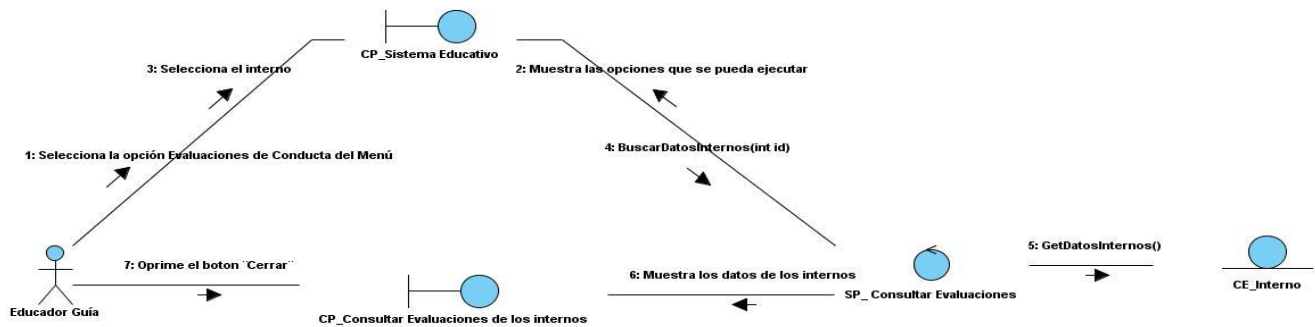 CP_Sistema Educativo
3: Selecciona el interno
2: Muestra las opciones que se pueda ejecutar
1: Selecciona la opción Evaluaciones de Conducta del Menú
4: BuscarDatosInternos(int id)
5: GetDatosInternos()
7: Oprime el boton ¨Cerrar¨
6: Muestra los datos de los internos
CE_Interno
SP_ Consultar Evaluaciones
Educador Guía
CP_Consultar Evaluaciones de los internos